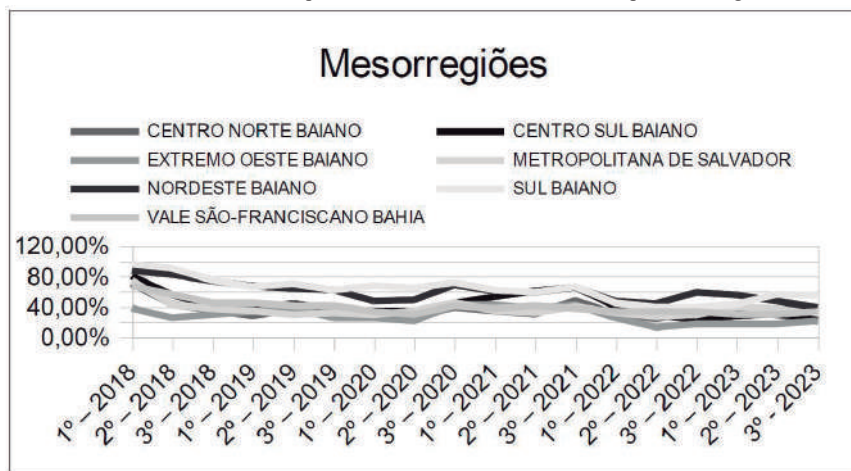 Mesorregiões
CENTRO NORTE BAIANO
CENTRO SUL BAIANO
EXTREMO OESTE BAIANO
METROPOLITANA DE SALVADOR
NORDESTE BAIANO
SUL BAIANO
VALE SÃO-FRANCISCANO BAHIA
120,00%
80,00%
40,00%
0,00%
1º – 2018
2º – 2018
3º – 2018
1º – 2019
2º – 2019
3º – 2019
1º – 2020
2º – 2020
3º – 2020
1º – 2021
2º – 2021
3º – 2021
1º – 2022
2º – 2022
3º – 2022
1º – 2023
2º – 2023
3º - 2023